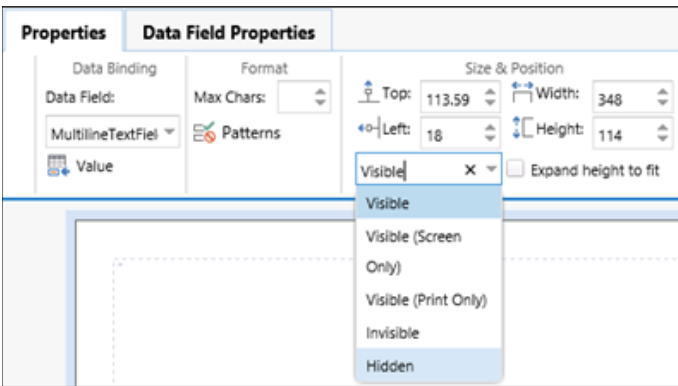 Properties Data Field Properties
Data Binding Format Size & Position
Data Field: Max Chars: Top: 113.59 Width: 348
MultilineTextFiel Patterns Left: 18 Height: 114
Value Visible Expand height to fit
Visible
Visible (Screen
Only)
Visible (Print Only)
Invisible
Hidden